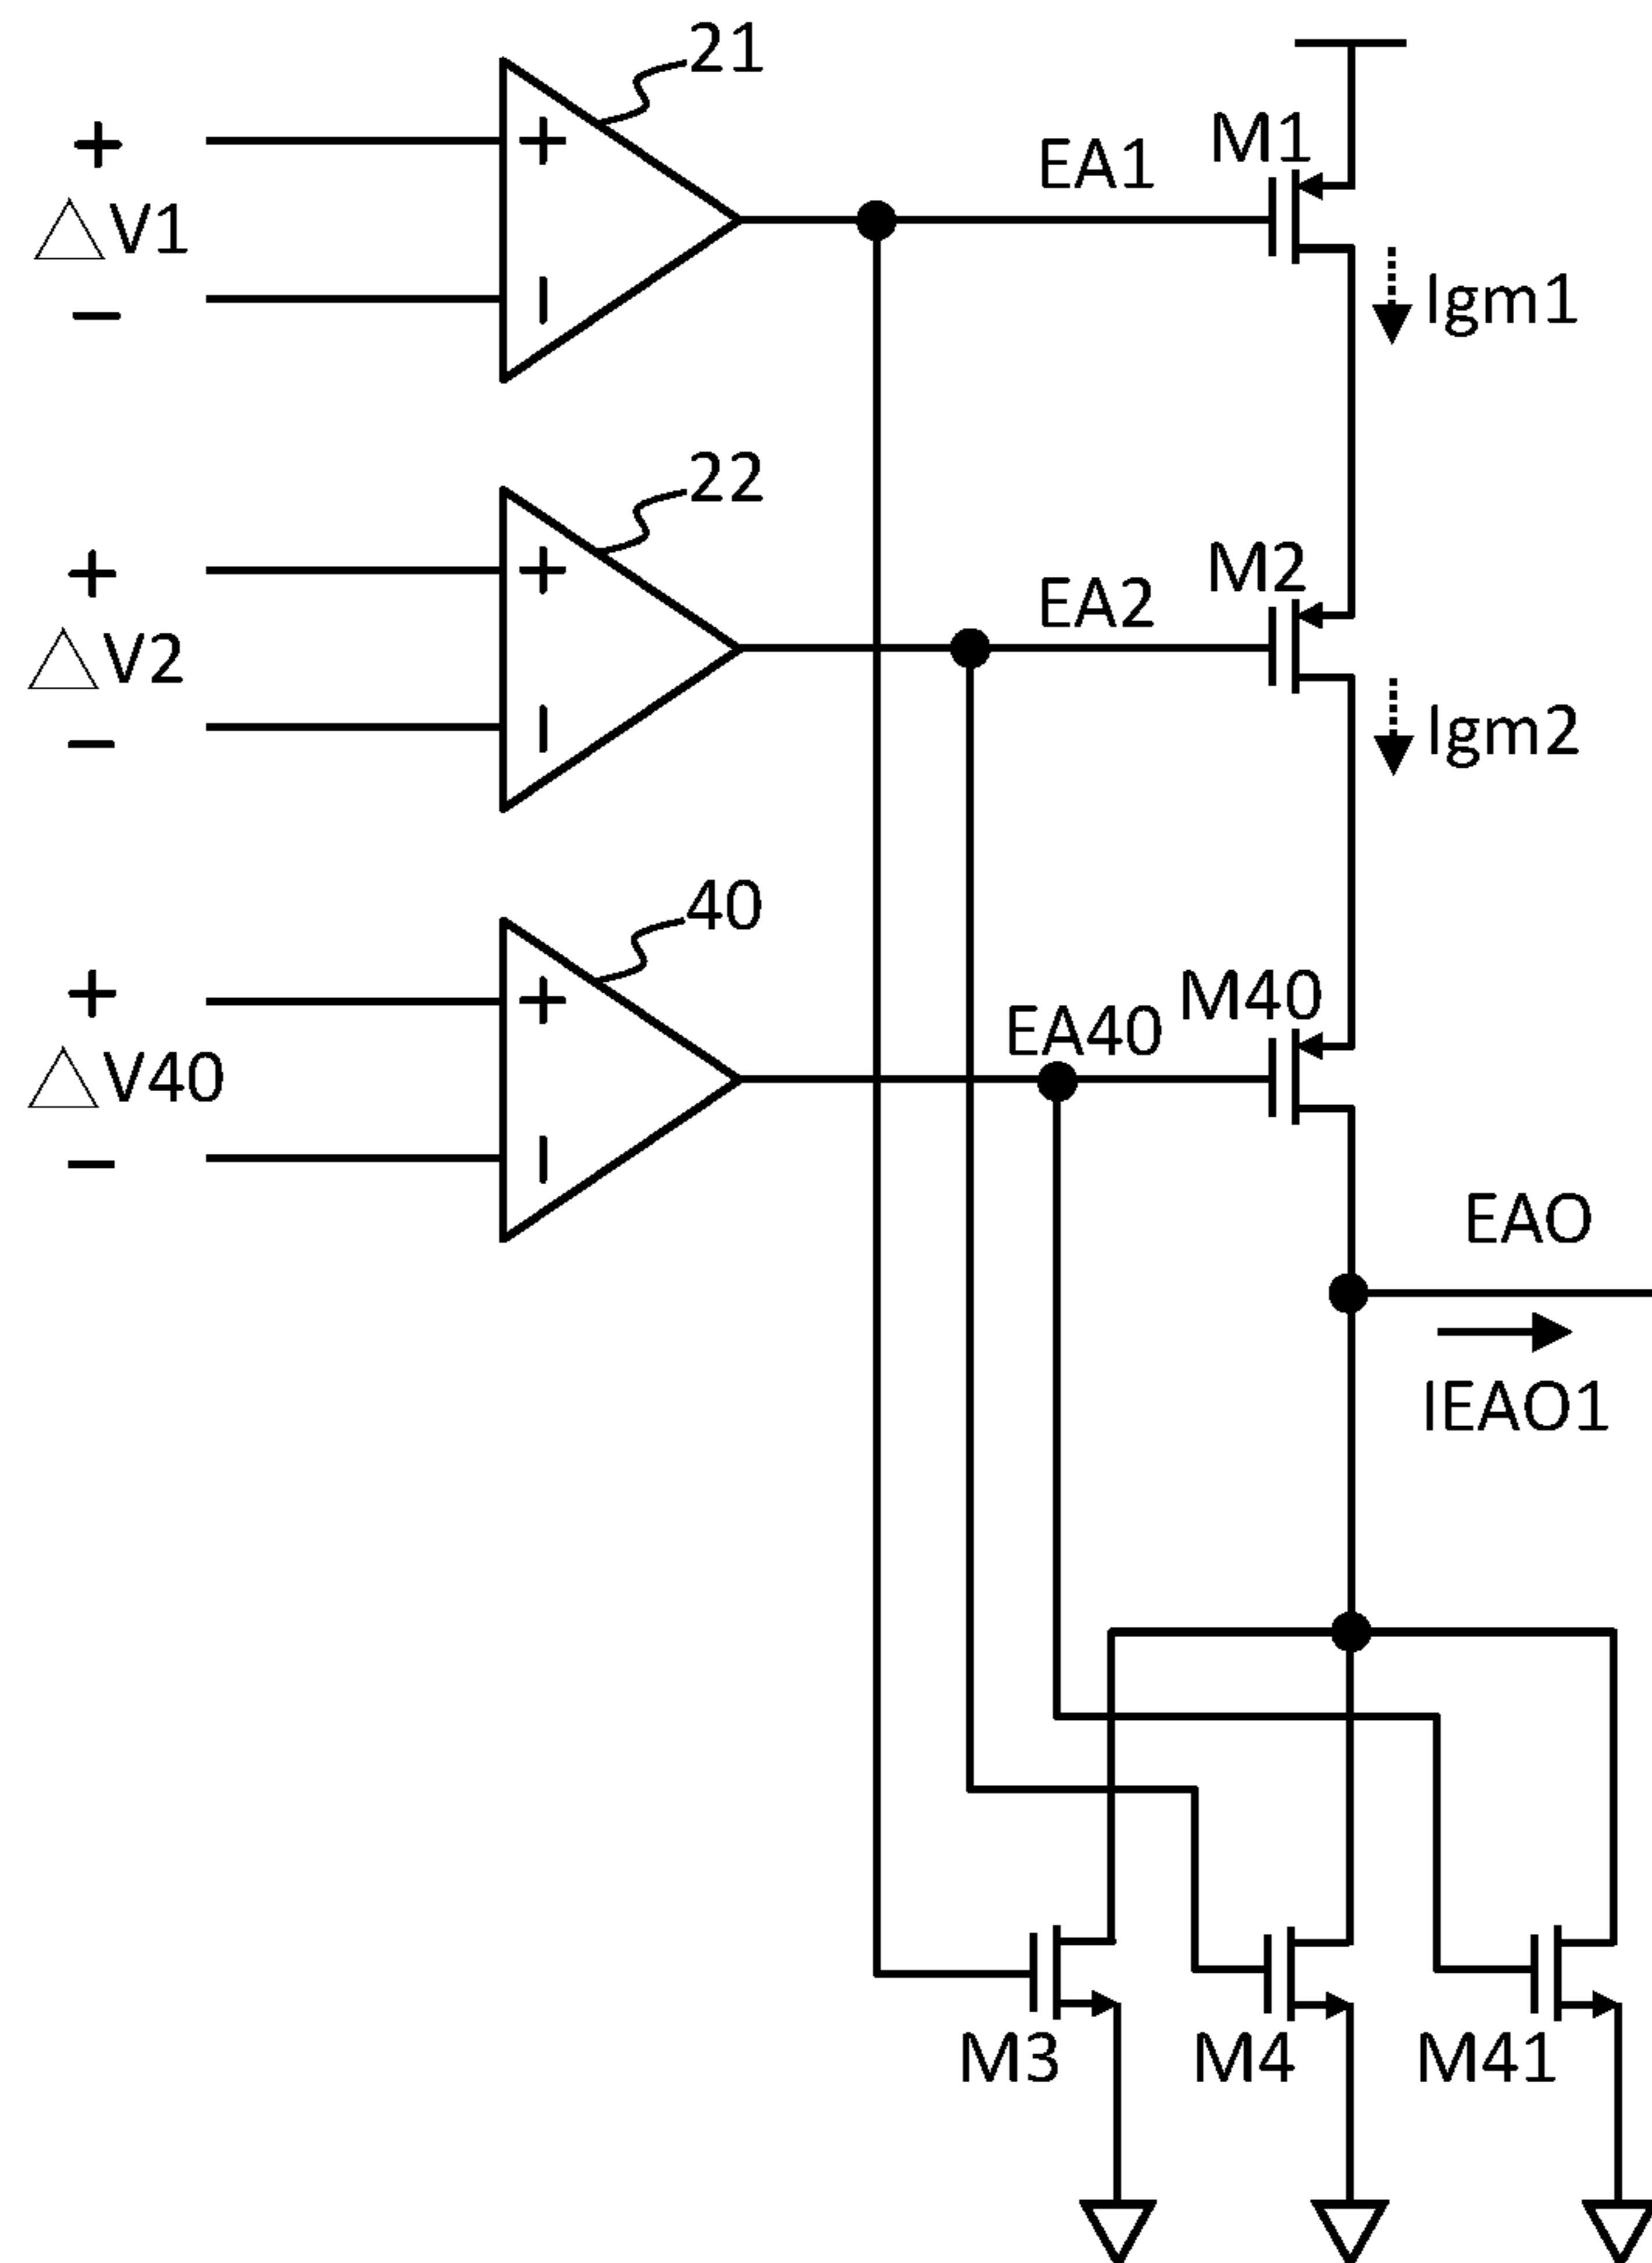 21
+
+
EA1
M1
△V1
−
−
Igm1
22
+
+
EA2
M2
△V2
−
−
Igm2
40
+
+
EA40
M40
△V40
−
−
EAO
IEAO1
M3
M4
M41